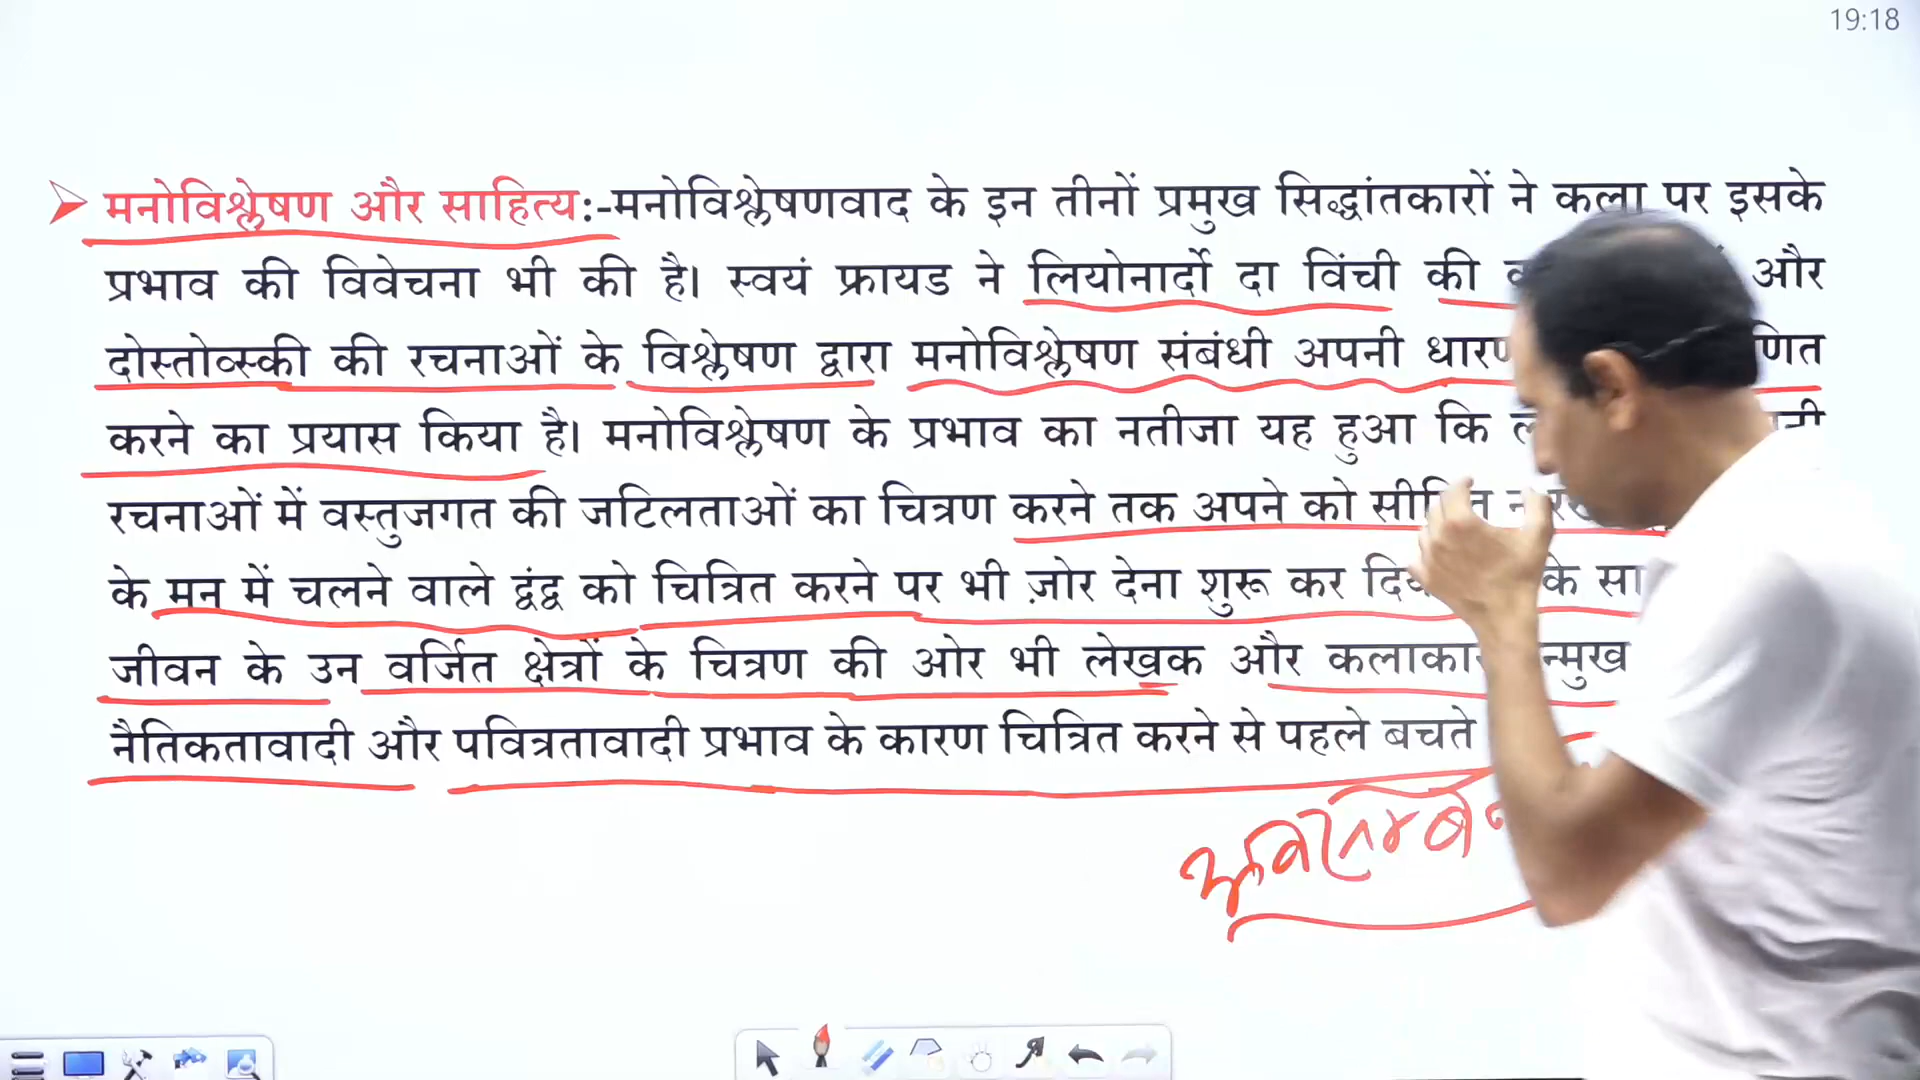 19:18
मनोविश्लेषण और साहित्य:-मनोविश्लेषणवाद के इन तीनों प्रमुख सिद्धांतकारों ने कला पर इसके
प्रभाव की विवेचना भी की है। स्वयं फ्रायड ने लियोनार्दो दा विंची की और
दोस्तोव्स्की की रचनाओं के विश्लेषण द्वारा मनोविश्लेषण संबंधी अपनी
करने का प्रयास किया है। मनोविश्लेषण के प्रभाव का नतीजा यह हुआ कि
रचनाओं में वस्तुजगत की जटिलताओं का चित्रण करने तक अपने को सीमित न
के मन में चलने वाले द्वंद्व को चित्रित करने पर भी ज़ोर देना शुरू कर के
जीवन के उन वर्जित क्षेत्रों के चित्रण की ओर भी लेखक और
नैतिकतावादी और पवित्रतावादी प्रभाव के कारण चित्रित करने से पहले बचते